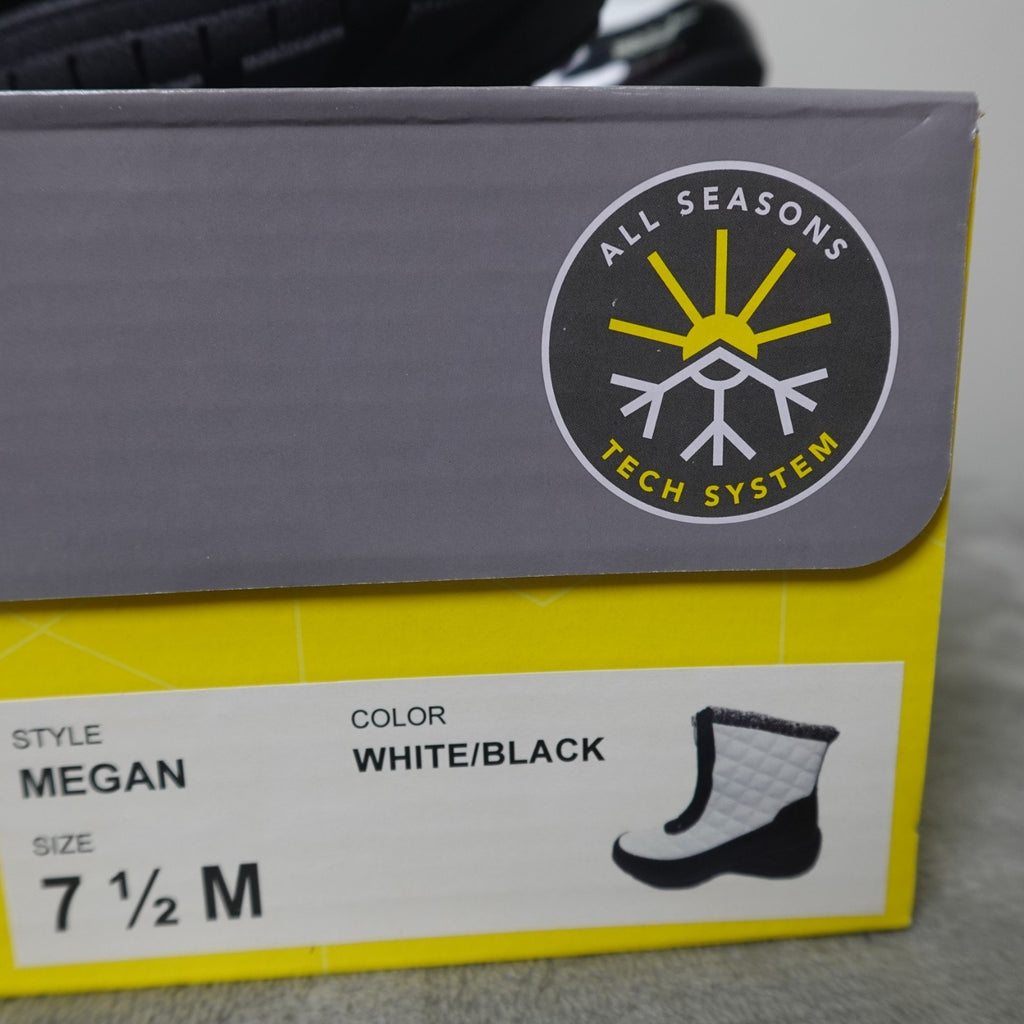 ALL SEASONS
TECH SYSTEM
STYLE
MEGAN
COLOR
WHITE/BLACK
SIZE
7 ½ M